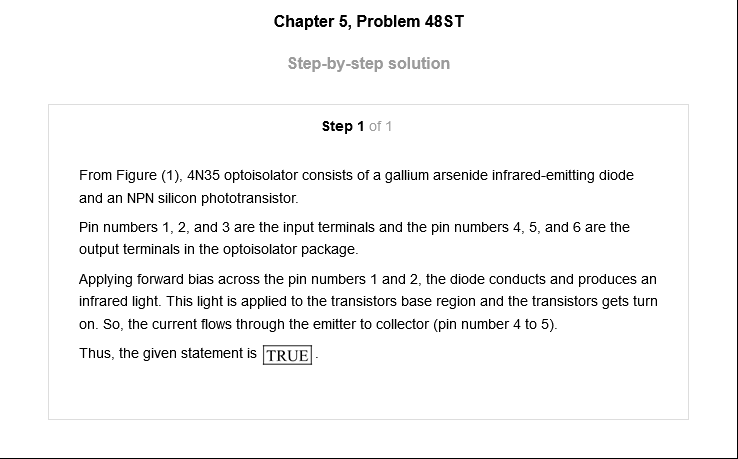 Chapter 5, Problem 48ST
Step-by-step solution
Step 1 of 1
From Figure (1), 4N35 optoisolator consists of a gallium arsenide infrared-emitting diode
and an NPN silicon phototransistor.
Pin numbers 1, 2, and 3 are the input terminals and the pin numbers 4, 5, and 6 are the
output terminals in the optoisolator package.
Applying forward bias across the pin numbers 1 and 2, the diode conducts and produces an
infrared light. This light is applied to the transistors base region and the transistors gets turn
on. So, the current flows through the emitter to collector (pin number 4 to 5).
Thus, the given statement is TRUE.